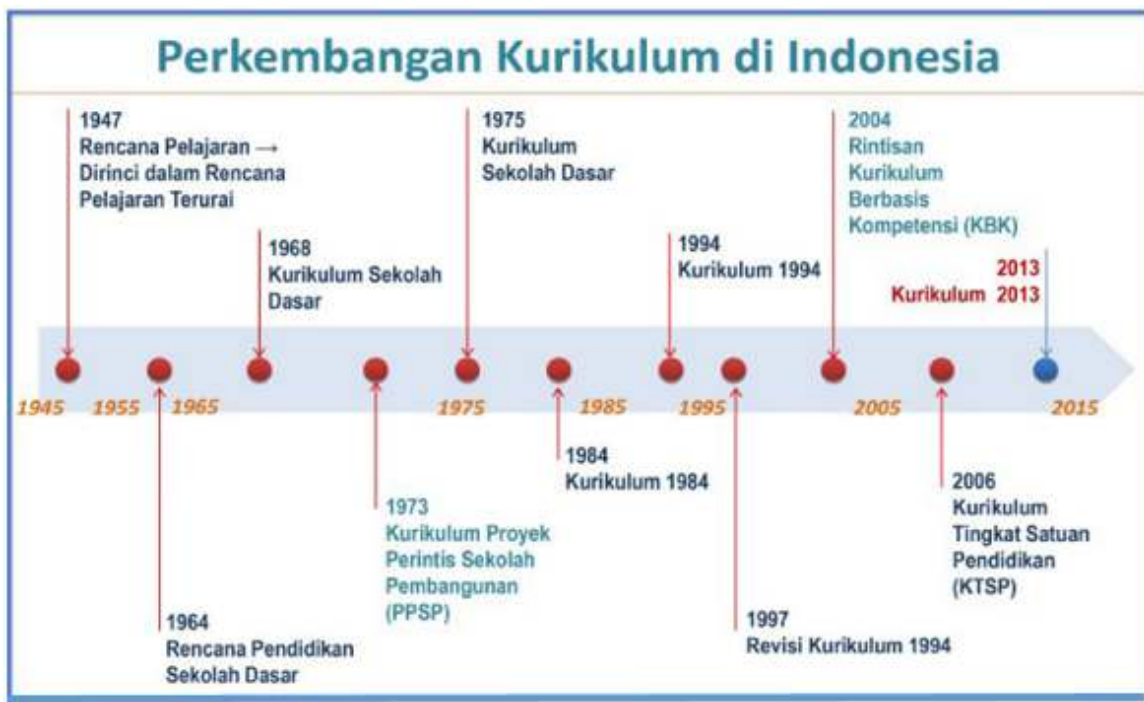 Perkembangan Kurikulum di Indonesia
1947
Rencana Pelajaran →
Dirinci dalam Rencana
Pelajaran Terurai
1968
Kurikulum Sekolah
Dasar
1975
Kurikulum
Sekolah Dasar
1994
Kurikulum 1994
2004
Rintisan
Kurikulum
Berbasis
Kompetensi (KBK)
2013
Kurikulum 2013
1945
1955
1965
1975
1985
1995
2005
2015
1964
Rencana Pendidikan
Sekolah Dasar
1973
Kurikulum Proyek
Perintis Sekolah
Pembangunan
(PPSP)
1984
Kurikulum 1984
1997
Revisi Kurikulum 1994
2006
Kurikulum
Tingkat Satuan
Pendidikan
(KTSP)